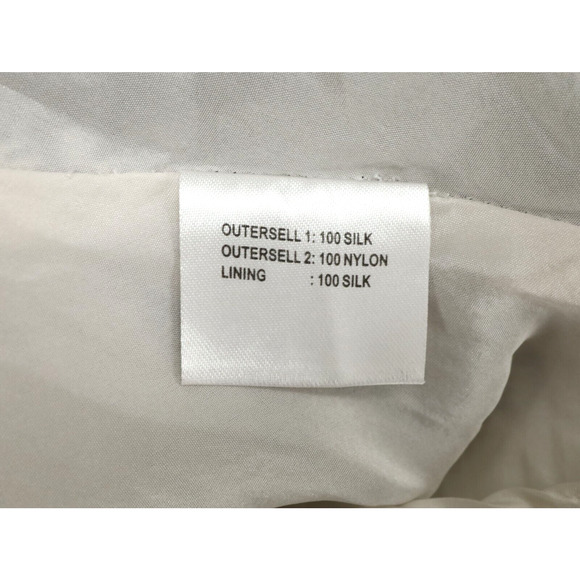 OUTERSELL 1: 100 SILK
OUTERSELL 2: 100 NYLON
LINING : 100 SILK